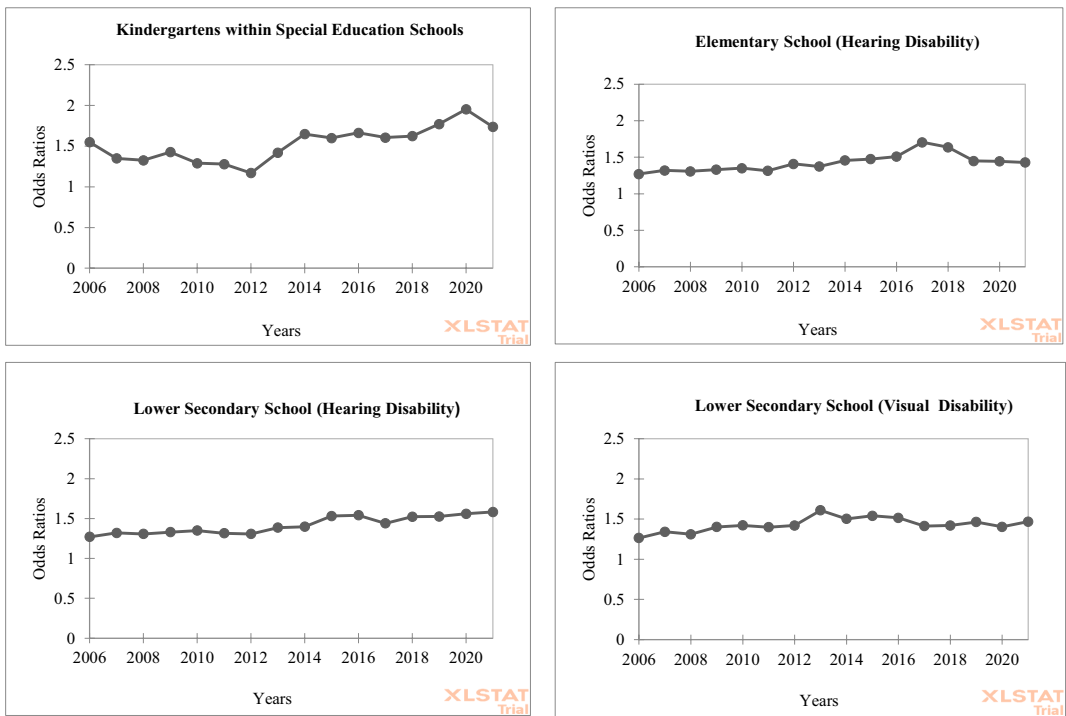 Kindergartens within Special Education Schools
2.5
2
1.5
1
0.5
0
Odds Ratios
2006 2008 2010 2012 2014 2016 2018 2020
Years
XLSTAT
Trial
Elementary School (Hearing Disability)
2.5
2
1.5
1
0.5
0
Odds Ratios
2006 2008 2010 2012 2014 2016 2018 2020
Years
XLSTAT
Trial
Lower Secondary School (Hearing Disability)
2.5
2
1.5
1
0.5
0
Odds Ratios
2006 2008 2010 2012 2014 2016 2018 2020
Years
XLSTAT
Trial
Lower Secondary School (Visual Disability)
2.5
2
1.5
1
0.5
0
Odds Ratios
2006 2008 2010 2012 2014 2016 2018 2020
Years
XLSTAT
Trial